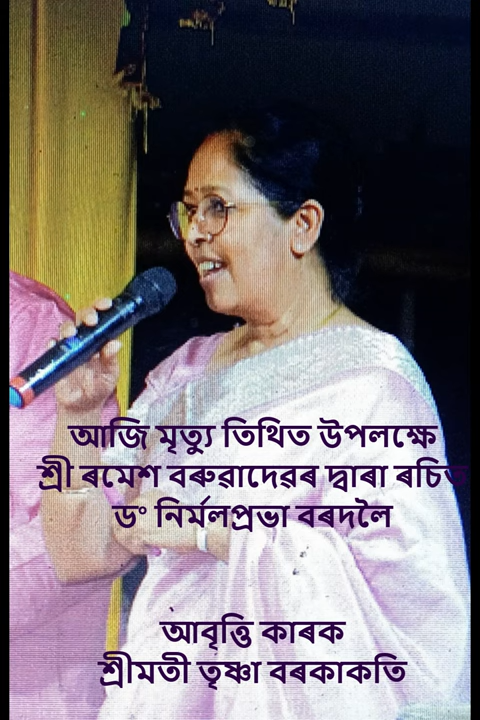 আজি মৃত্যু তিথিত উপলক্ষে
শ্ৰী ৰমেশ বৰুৱাদেৱৰ দ্বাৰা ৰচিত
ডং নিৰ্মলপ্ৰভা বৰদলৈ
আবৃত্তি কাৰক
শ্ৰীমতী তৃষ্ণা বৰকাকতি